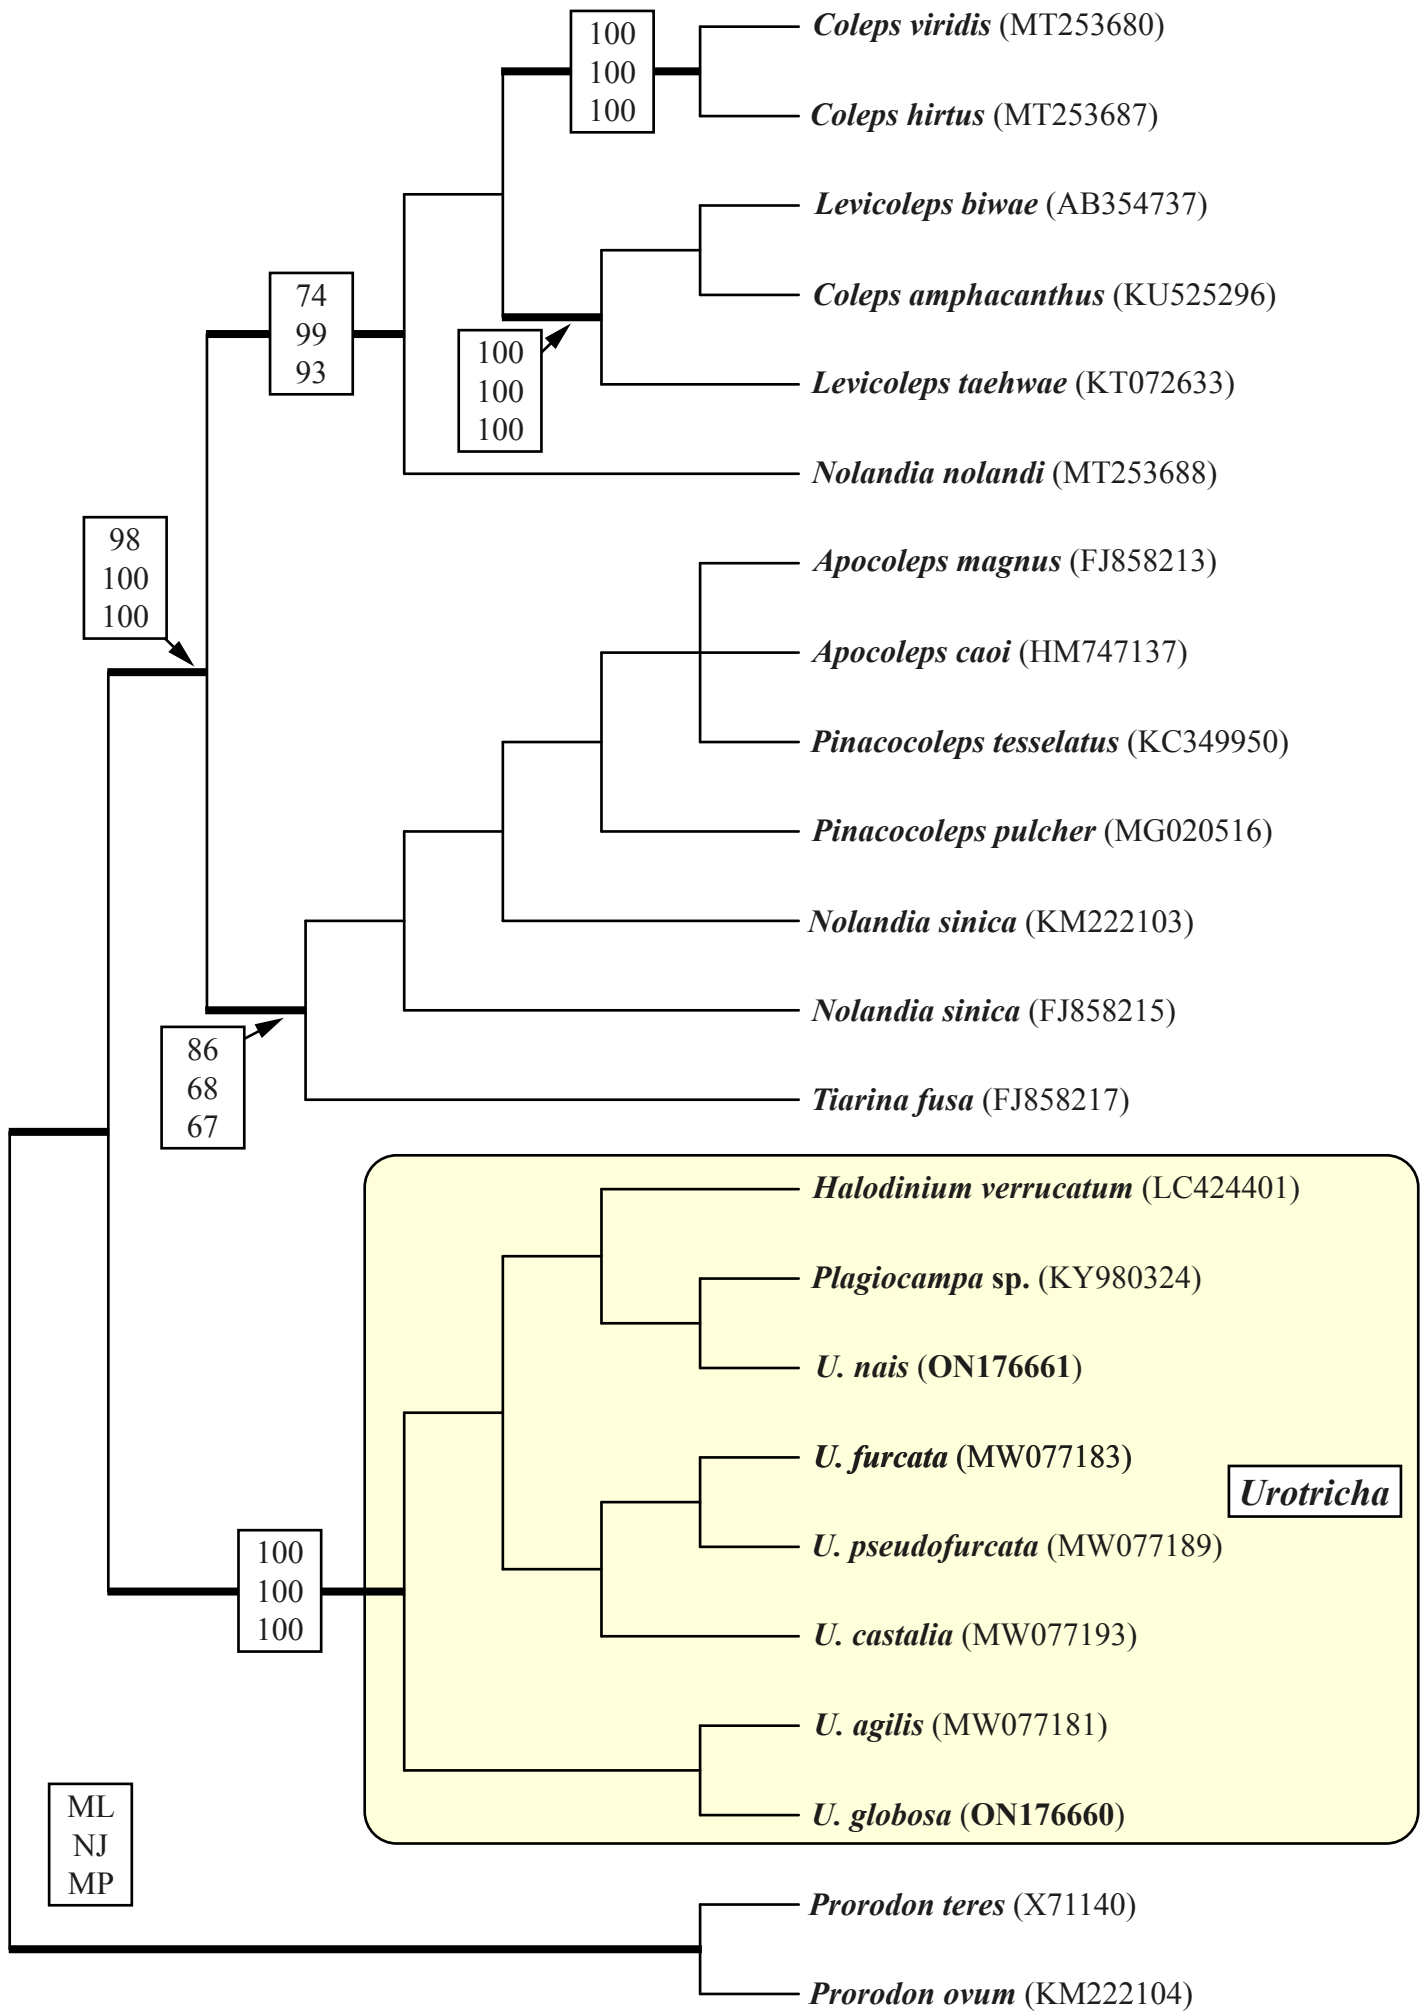 Coleps viridis (MT253680)
100
100
100
Coleps hirtus (MT253687)
Levicoleps biwae (AB354737)
74
99
93
Coleps amphacanthus (KU525296)
100
100
100
Levicoleps taehwae (KT072633)
Nolandia nolandi (MT253688)
98
100
100
Apocoleps magnus (FJ858213)
Apocoleps caoi (HM747137)
Pinacocoleps tesselatus (KC349950)
Pinacocoleps pulcher (MG020516)
Nolandia sinica (KM222103)
Nolandia sinica (FJ858215)
86
68
67
Tiarina fusa (FJ858217)
Halodinium verrucatum (LC424401)
Plagiocampa sp. (KY980324)
U. nais (ON176661)
U. furcata (MW077183)
Urotricha
U. pseudofurcata (MW077189)
100
100
100
U. castalia (MW077193)
U. agilis (MW077181)
U. globosa (ON176660)
ML
NJ
MP
Prorodon teres (X71140)
Prorodon ovum (KM222104)